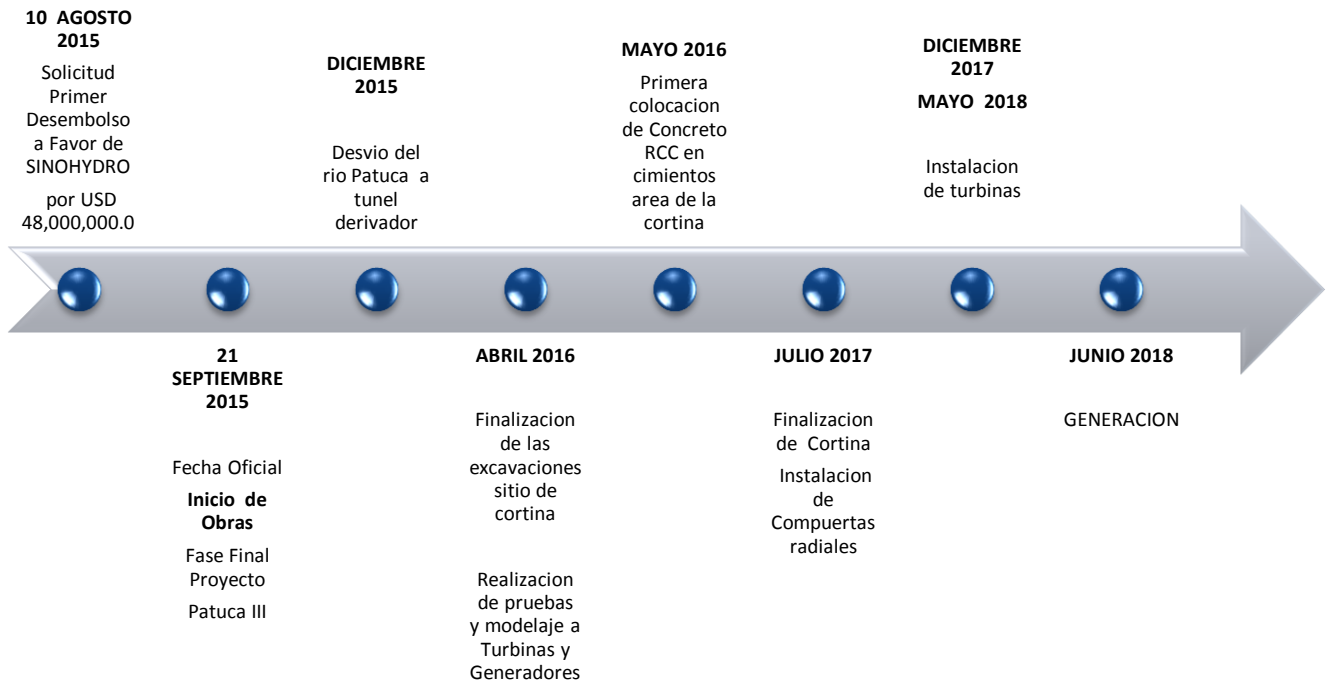 10 AGOSTO
2015
Solicitud
Primer
Desembolso
a Favor de
SINOHYDRO
por USD
48,000,000.0
21
SEPTIEMBRE
2015
Fecha Oficial
Inicio de
Obras
Fase Final
Proyecto
Patuca III
DICIEMBRE
2015
Desvio del
rio Patuca a
tunel
derivador
ABRIL 2016
Finalizacion
de las
excavaciones
sitio de
cortina
Realizacion
de pruebas
y modelaje a
Turbinas y
Generadores
MAYO 2016
Primera
colocacion
de Concreto
RCC en
cimientos
area de la
cortina
JULIO 2017
Finalizacion
de Cortina
Instalacion
de
Compuertas
radiales
DICIEMBRE
2017
MAYO 2018
Instalacion
de turbinas
JUNIO 2018
GENERACION